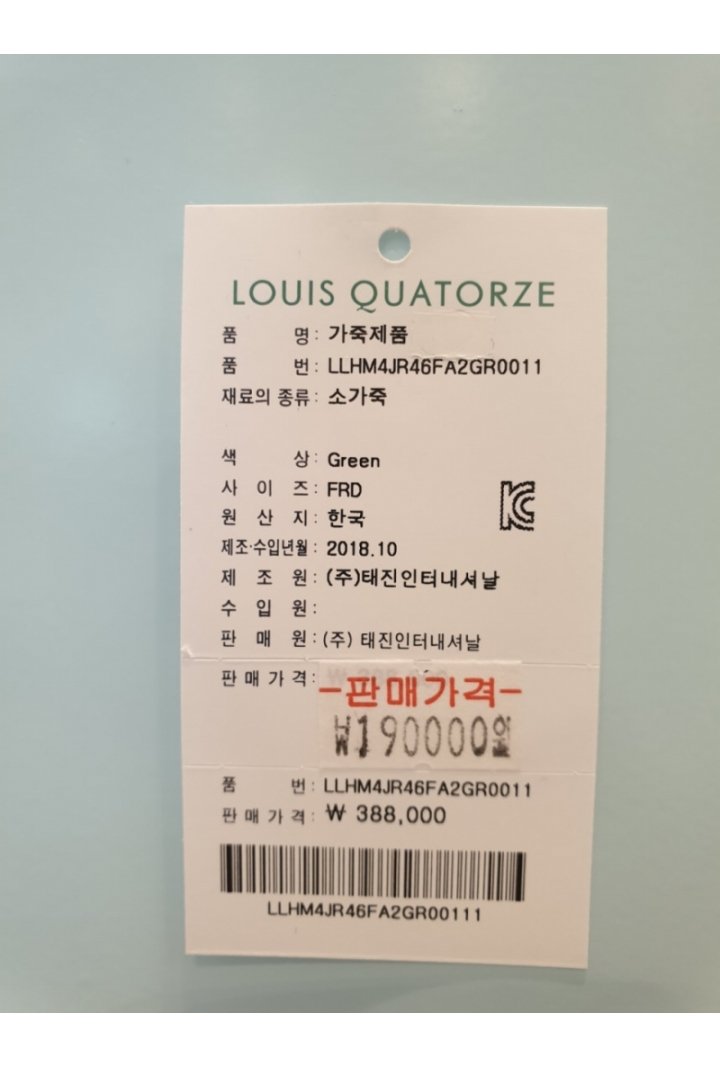 LOUIS QUATORZE
품 명 : 가죽제품
품 번 : LLHM4JR46FA2GR0011
재료의 종류 : 소가죽
색 상 : Green
사 이 즈 : FRD
원 산 지 : 한국
제조·수입년월 : 2018.10
제 조 원 : (주)태진인터내셔날
수 입 원 :
판 매 원 : (주) 태진인터내셔날
판 매 가 격 :
-판매가격-
₩190000원
품 번 : LLHM4JR46FA2GR0011
판 매 가 격 : ₩ 388,000
LLHM4JR46FA2GR00111